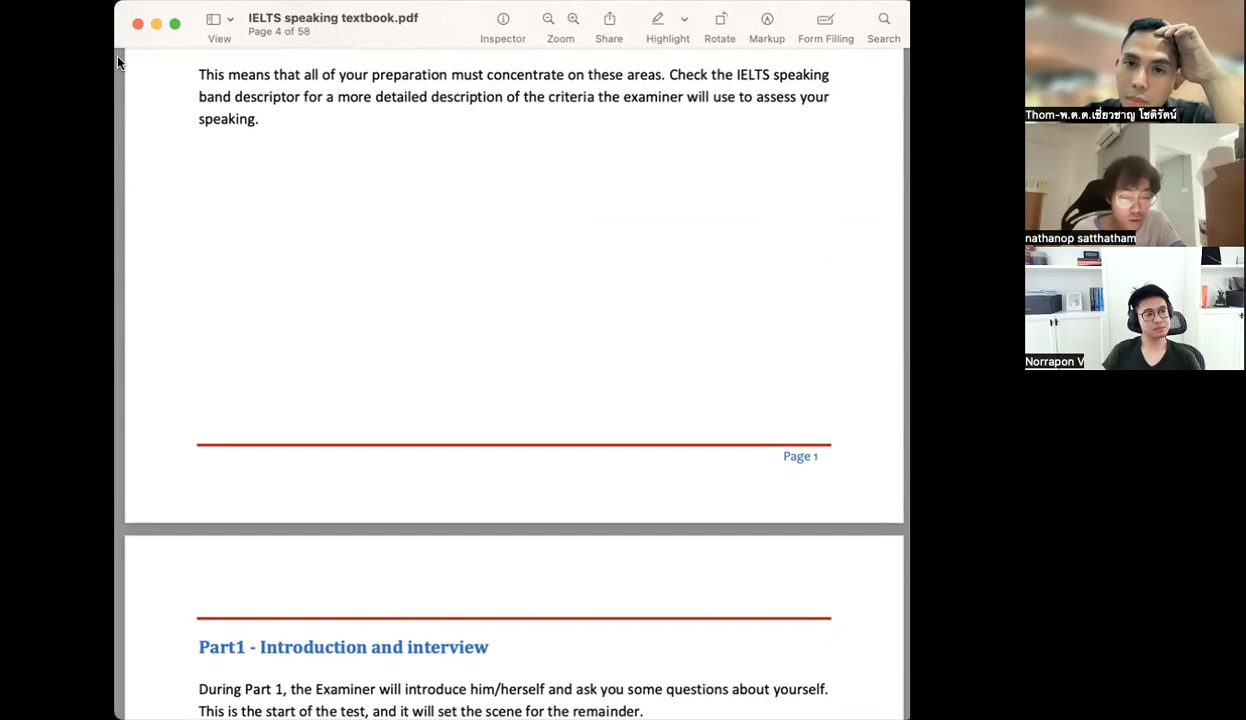 IELTS speaking textbook.pdf
Page 4 of 58
View
Inspector
Zoom
Share
Highlight
Rotate
Markup
Form Filling
Search
This means that all of your preparation must concentrate on these areas. Check the IELTS speaking
band descriptor for a more detailed description of the criteria the examiner will use to assess your
speaking.
Page 1
Part1 - Introduction and interview
During Part 1, the Examiner will introduce him/herself and ask you some questions about yourself.
This is the start of the test, and it will set the scene for the remainder.
Thom-พ.ต.ต.เชี่ยวชาญ โชติรัตน์
nathanop satthatham
Norrapon V